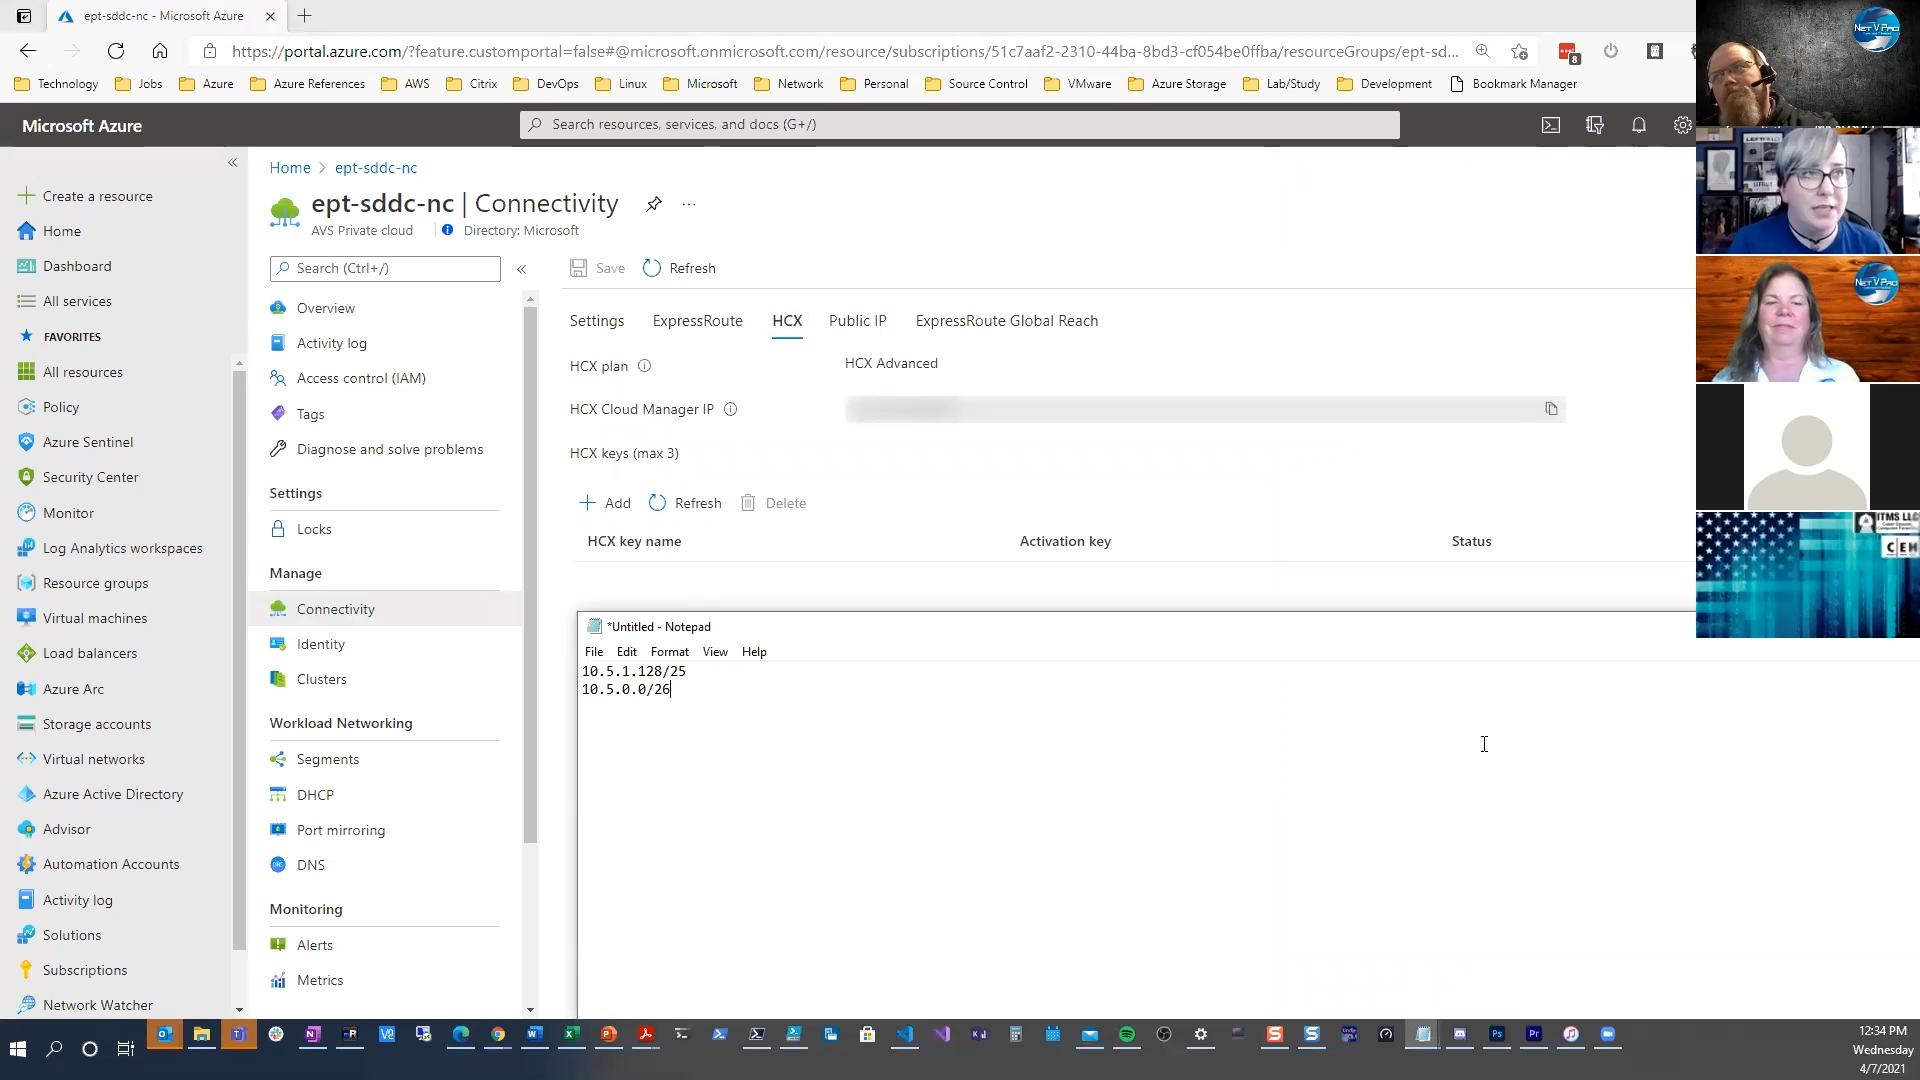 ept-sddc-nc - Microsoft Azure
https://portal.azure.com/?feature.customportal=false#@microsoft.onmicrosoft.com/resource/subscriptions/51c7aaf2-2310-44ba-8bd3-cf054be0ffba/resourceGroups/ept-sd...
8
Technology Jobs Azure Azure References AWS Citrix DevOps Linux Microsoft Network Personal Source Control VMware Azure Storage Lab/Study Development Bookmark Manager
Microsoft Azure
Search resources, services, and docs (G+/)
Create a resource
Home
Dashboard
All services
FAVORITES
All resources
Policy
Azure Sentinel
Security Center
Monitor
Log Analytics workspaces
Resource groups
Virtual machines
Load balancers
Azure Arc
Storage accounts
Virtual networks
Azure Active Directory
Advisor
Automation Accounts
Activity log
Solutions
Subscriptions
Network Watcher
Home > ept-sddc-nc
ept-sddc-nc | Connectivity
AVS Private cloud
Directory: Microsoft
Search (Ctrl+/)
Overview
Activity log
Access control (IAM)
Tags
Diagnose and solve problems
Settings
Locks
Manage
Connectivity
Identity
Clusters
Workload Networking
Segments
DHCP
Port mirroring
DNS
Monitoring
Alerts
Metrics
Save Refresh
Settings ExpressRoute HCX Public IP ExpressRoute Global Reach
HCX plan HCX Advanced
HCX Cloud Manager IP
HCX keys (max 3)
Add Refresh Delete
HCX key name Activation key Status
*Untitled - Notepad
File Edit Format View Help
10.5.1.128/25
10.5.0.0/26
NET V PRO
NET V PRO
ITMS LLC
CEH
12:34 PM
Wednesday
4/7/2021